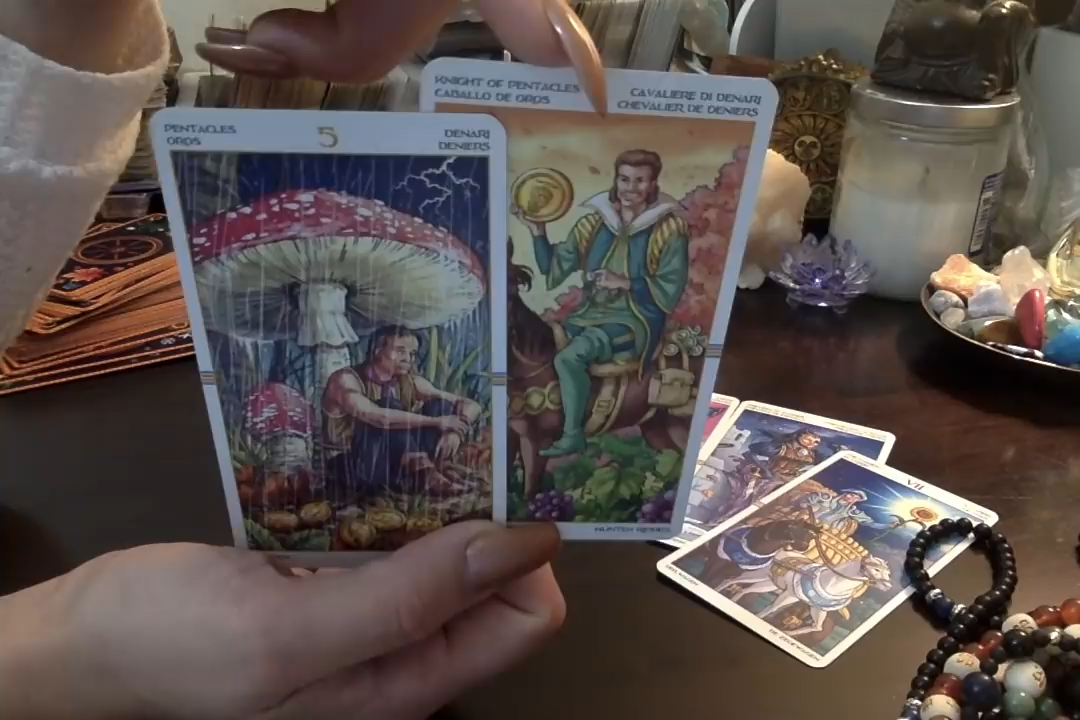 PENTACLES
OROS
5
DENARI
DENIERS
KNIGHT OF PENTACLES
CABALLO DE OROS
CAVALIERE DI DENARI
CHEVALIER DE DENIERS
VII